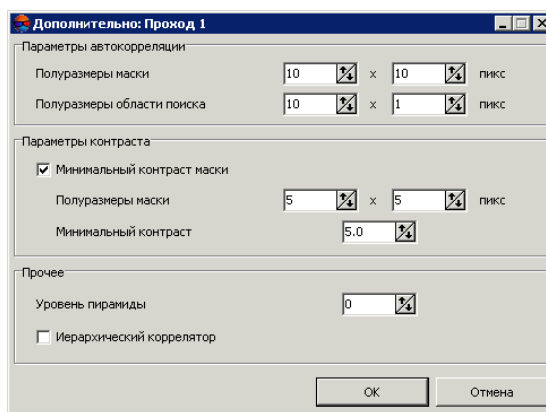 Дополнительно: Проход 1
Параметры автокорреляции
Полуразмеры маски 10 x 10 пикс
Полуразмеры области поиска 10 x 1 пикс
Параметры контраста
Минимальный контраст маски
Полуразмеры маски 5 x 5 пикс
Минимальный контраст 5.0
Прочее
Уровень пирамиды 0
Иерархический коррелятор
OK Отмена